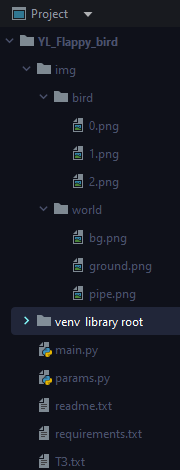 Project
YL_Flappy_bird
img
bird
0.png
1.png
2.png
world
bg.png
ground.png
pipe.png
venv library root
main.py
params.py
readme.txt
requirements.txt
T3.txt